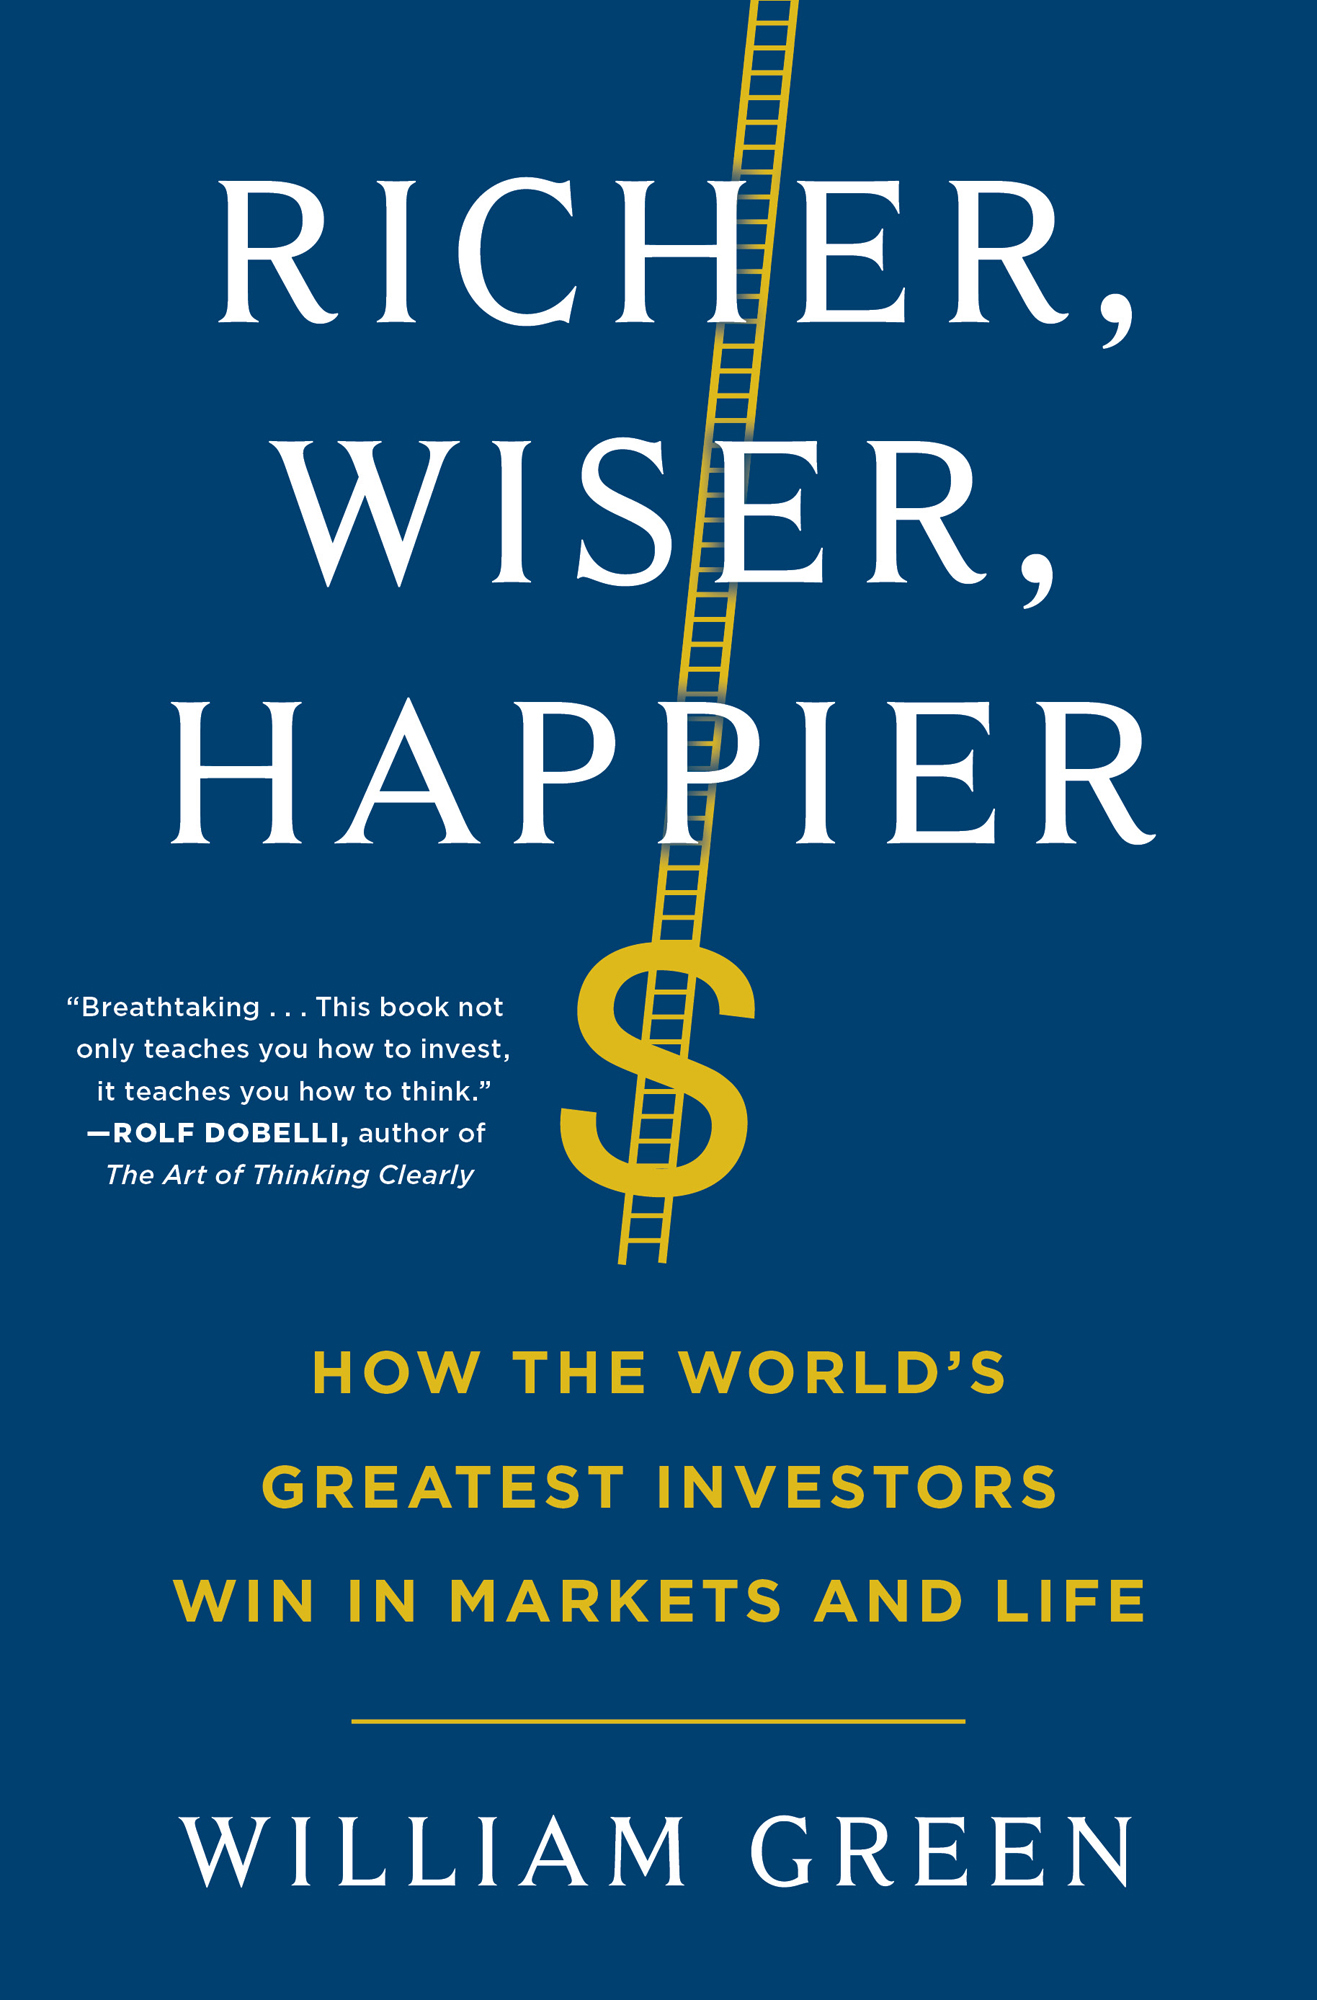 RICHER,
WISER,
HAPPIER
$
“Breathtaking . . . This book not
only teaches you how to invest,
it teaches you how to think.”
—ROLF DOBELLI, author of
The Art of Thinking Clearly
HOW THE WORLD’S
GREATEST INVESTORS
WIN IN MARKETS AND LIFE
WILLIAM GREEN